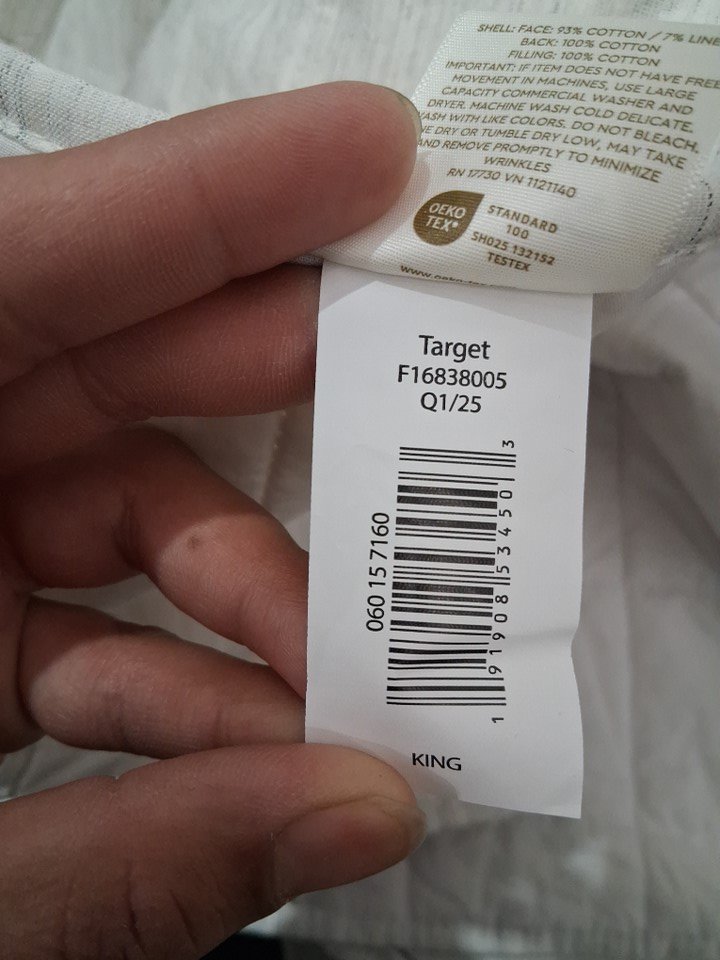 SHELL: FACE: 93% COTTON / 7% LINE
BACK: 100% COTTON
FILLING: 100% COTTON
IMPORTANT: IF ITEM DOES NOT HAVE FREE
MOVEMENT IN MACHINES, USE LARGE
CAPACITY COMMERCIAL WASHER AND
DRYER. MACHINE WASH COLD DELICATE.
ASH WITH LIKE COLORS. DO NOT BLEACH.
NE DRY OR TUMBLE DRY LOW, MAY TAKE
AND REMOVE PROMPTLY TO MINIMIZE
WRINKLES
RN 17730 VN 1121140
OEKO
TEX®
STANDARD
100
SH025 132152
TESTEX
Target
F16838005
Q1/25
060 15 7160
1 91908 53450 3
KING